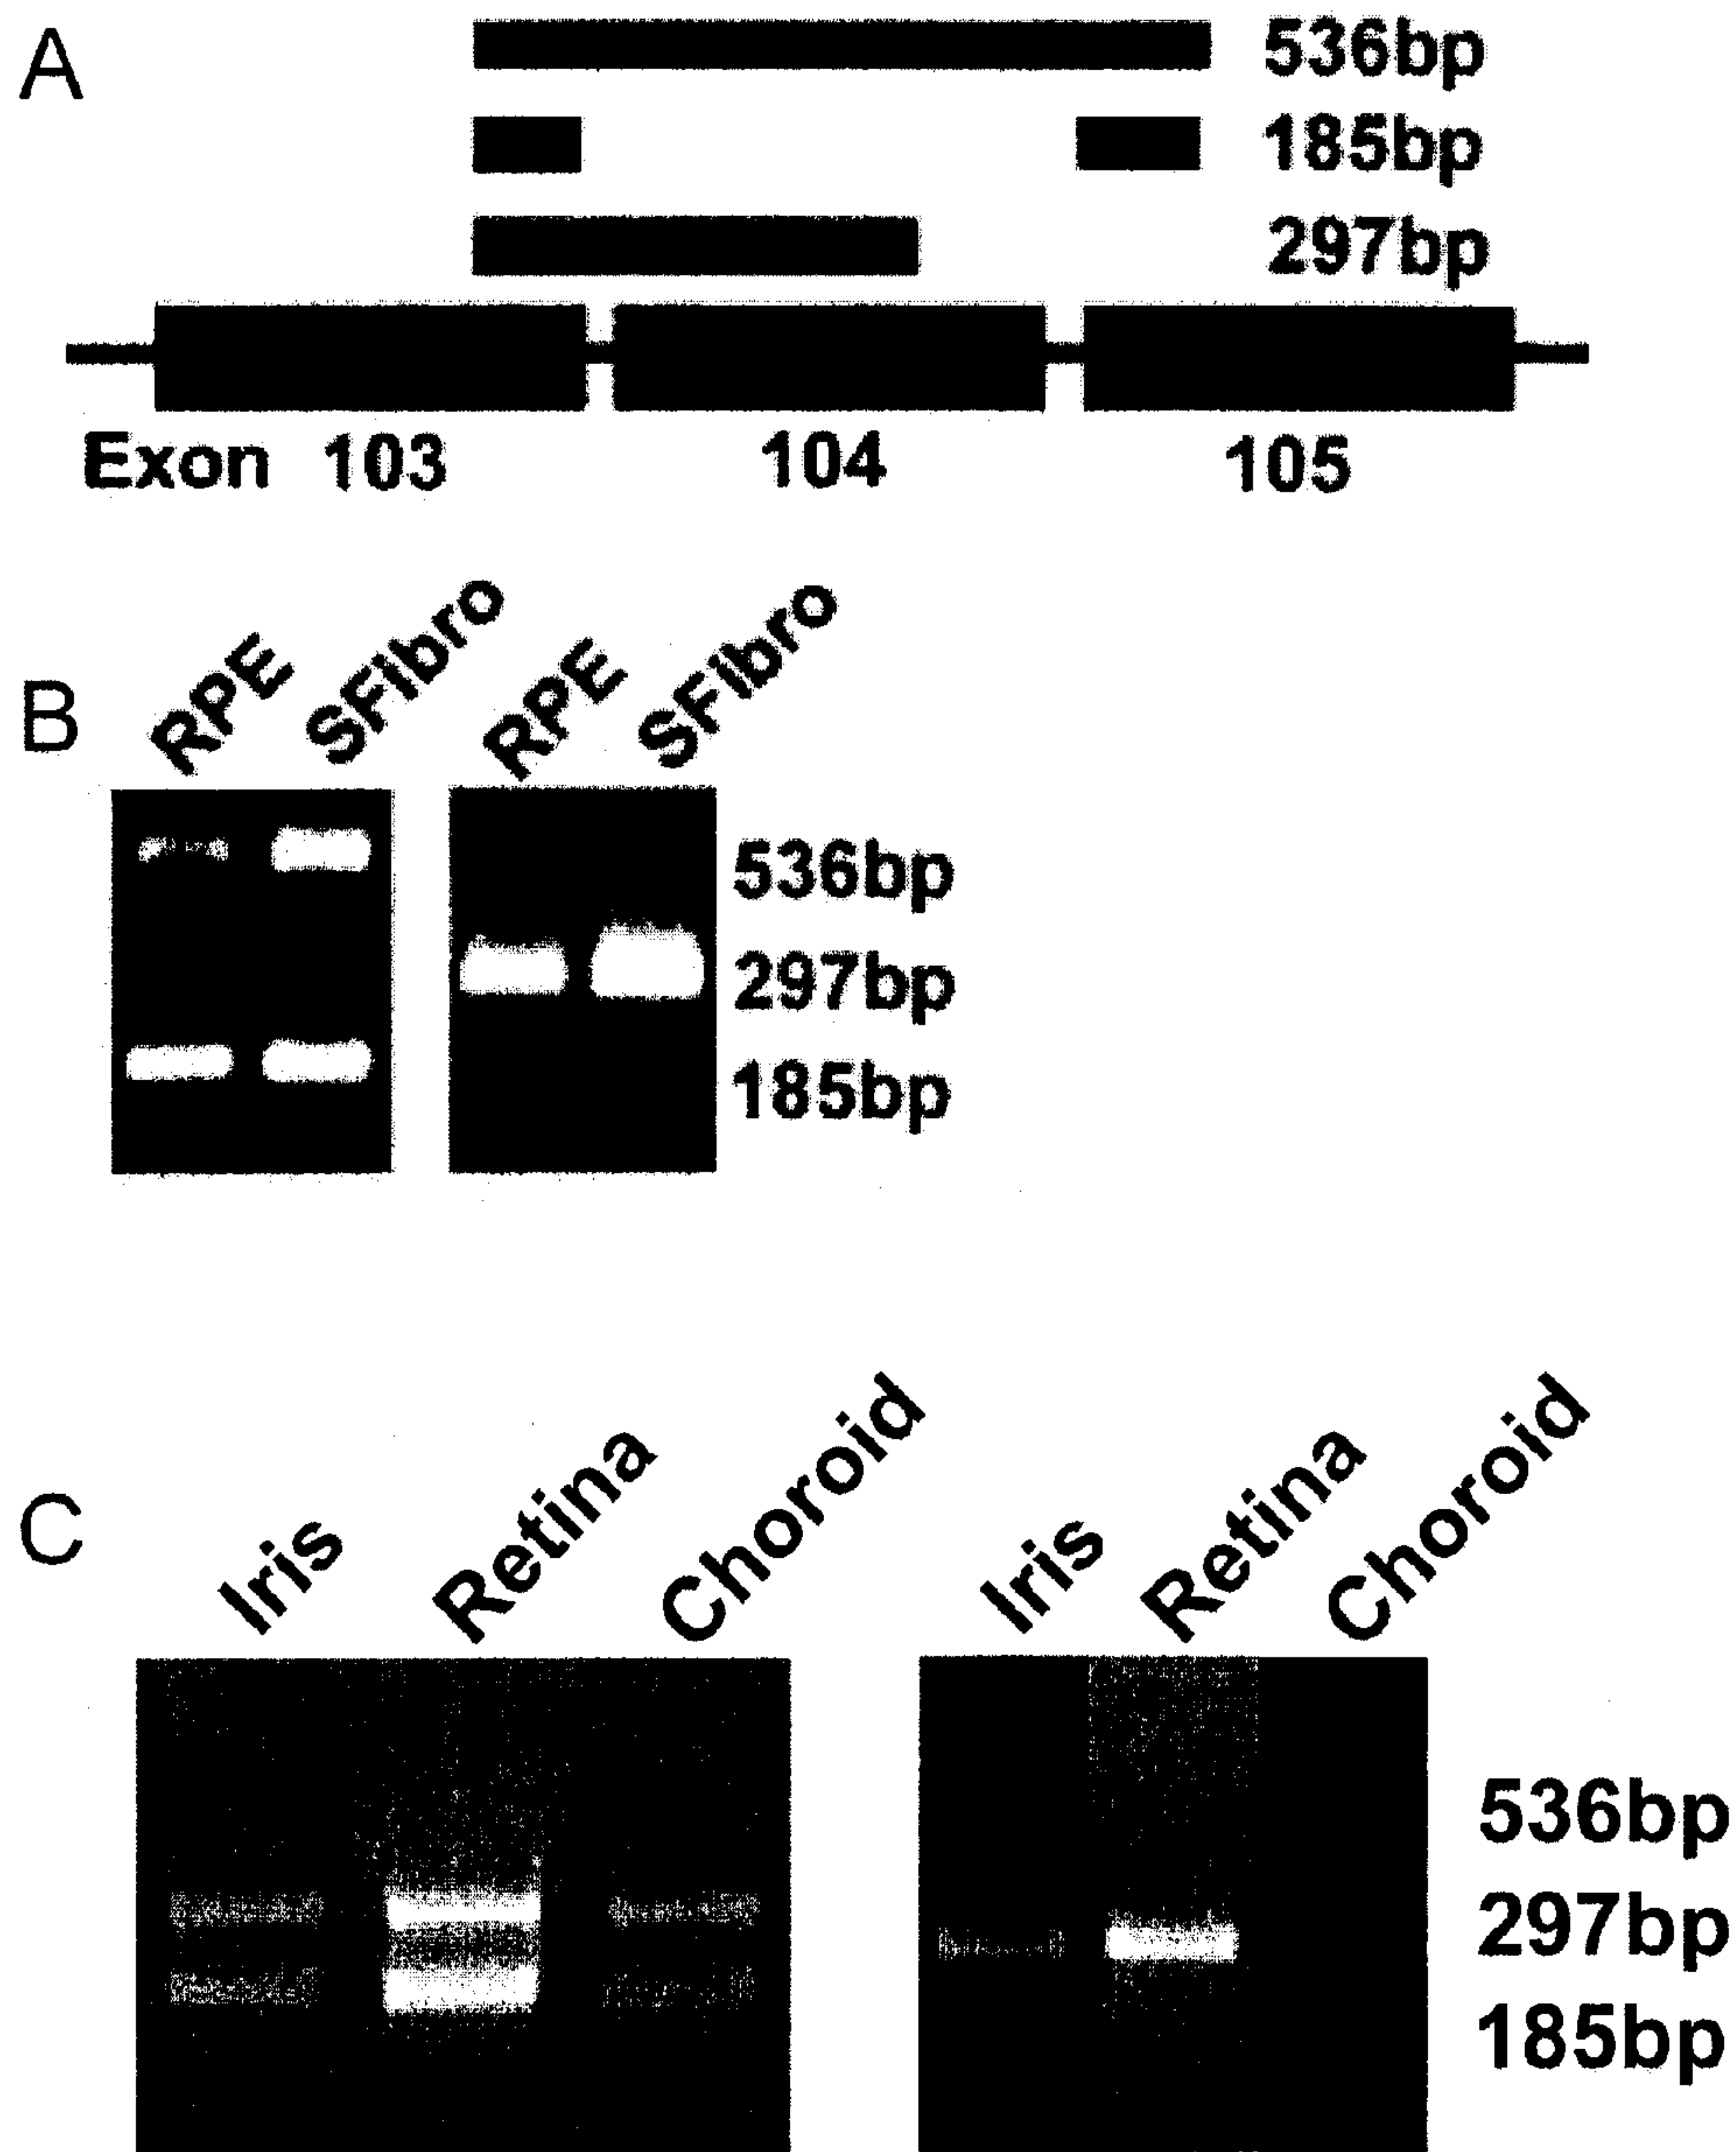 A
536bp
185bp
297bp
Exon 103 104 105
B
RPE SFibro RPE SFibro
536bp
297bp
185bp
C
Iris Retina Choroid Iris Retina Choroid
536bp
297bp
185bp